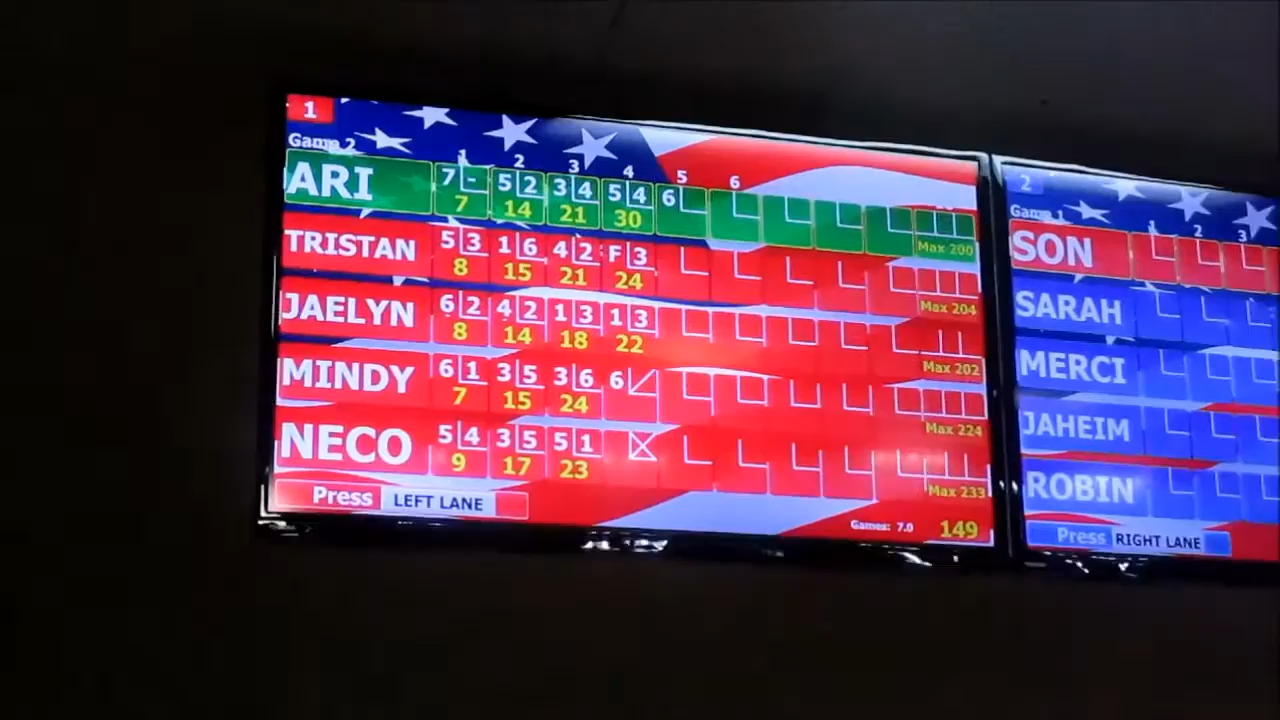 1
Game 2
1 2 3 4 5 6
ARI 7 - 5 2 3 4 5 4 6
7 14 21 30 Max 200
TRISTAN 5 3 1 6 4 2 F 3
8 15 21 24 Max 204
JAELYN 6 2 4 2 1 3 1 3
8 14 18 22 Max 202
MINDY 6 1 3 5 3 6 6 /
7 15 24 Max 224
NECO 5 4 3 5 5 1 X
9 17 23 Max 233
Press LEFT LANE
Games: 7.0 149
2
Game 1
1 2 3
SON
SARAH
MERCI
JAHEIM
ROBIN
Press RIGHT LANE